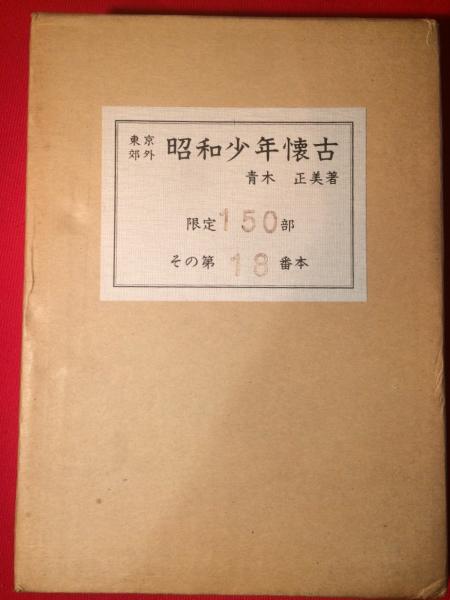 東京郊外 昭和少年懐古
青木 正美著
限定150部
その第18番本